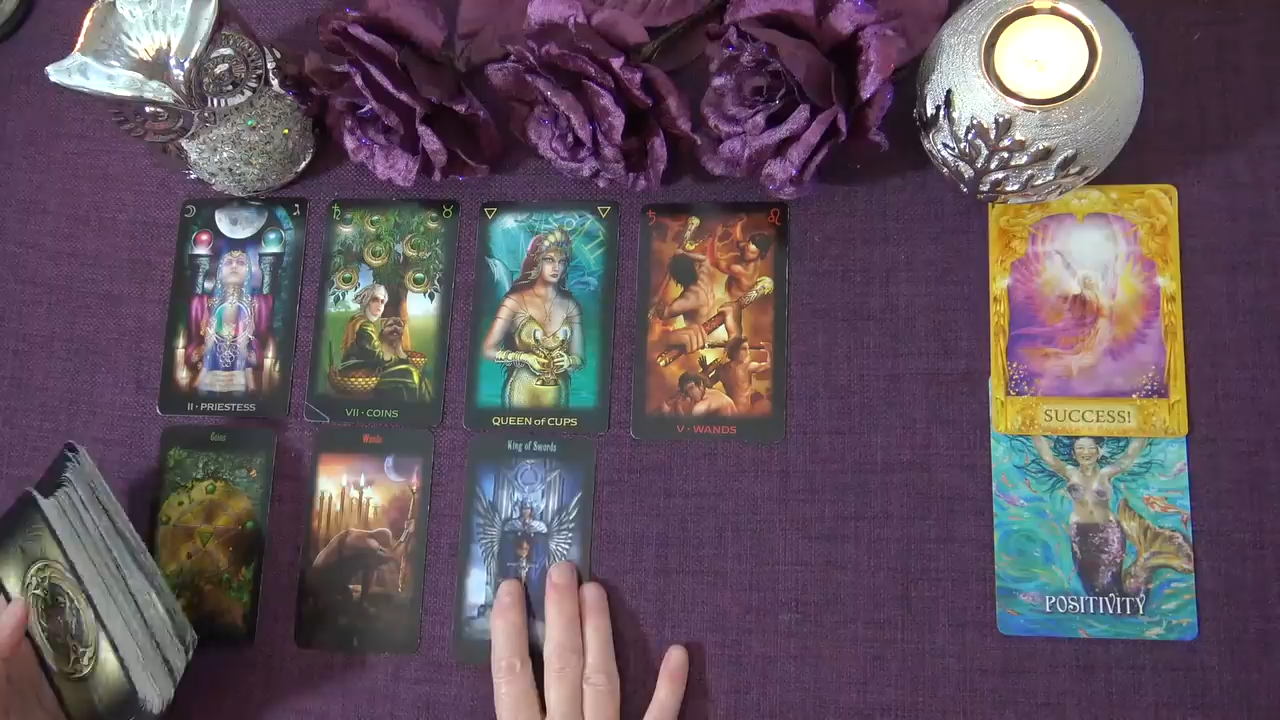 II · PRIESTESS
VII · COINS
QUEEN of CUPS
V · WANDS
SUCCESS!
Coins
Wands
King of Swords
POSITIVITY